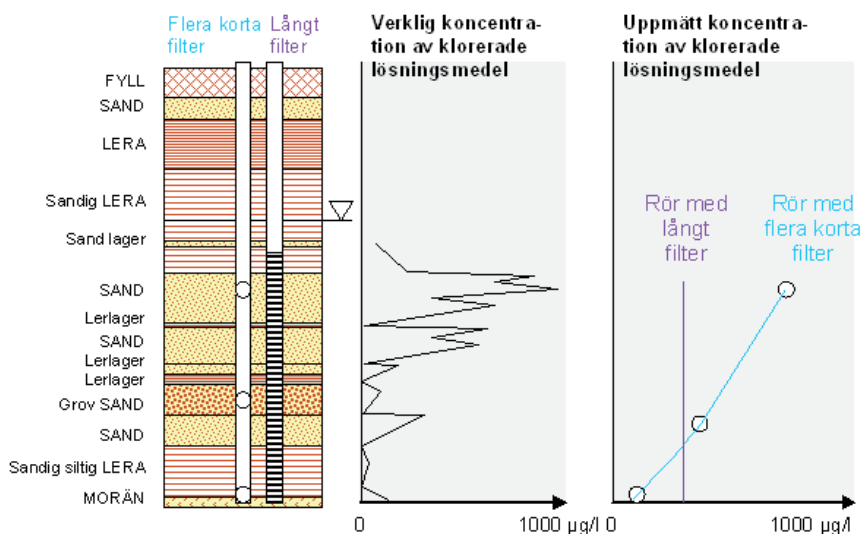 Flera korta
filter
Långt
filter
Verklig koncentra-
tion av klorerade
lösningsmedel
Uppmätt koncentra-
tion av klorerade
lösningsmedel
FYLL
SAND
LERA
Sandig LERA
Sand lager
SAND
Lerlager
SAND
Lerlager
Lerlager
Grov SAND
SAND
Sandig siltig LERA
MORÄN
Rör med
långt
filter
Rör med
flera korta
filter
0
1000 µg/l
0
1000 µg/l